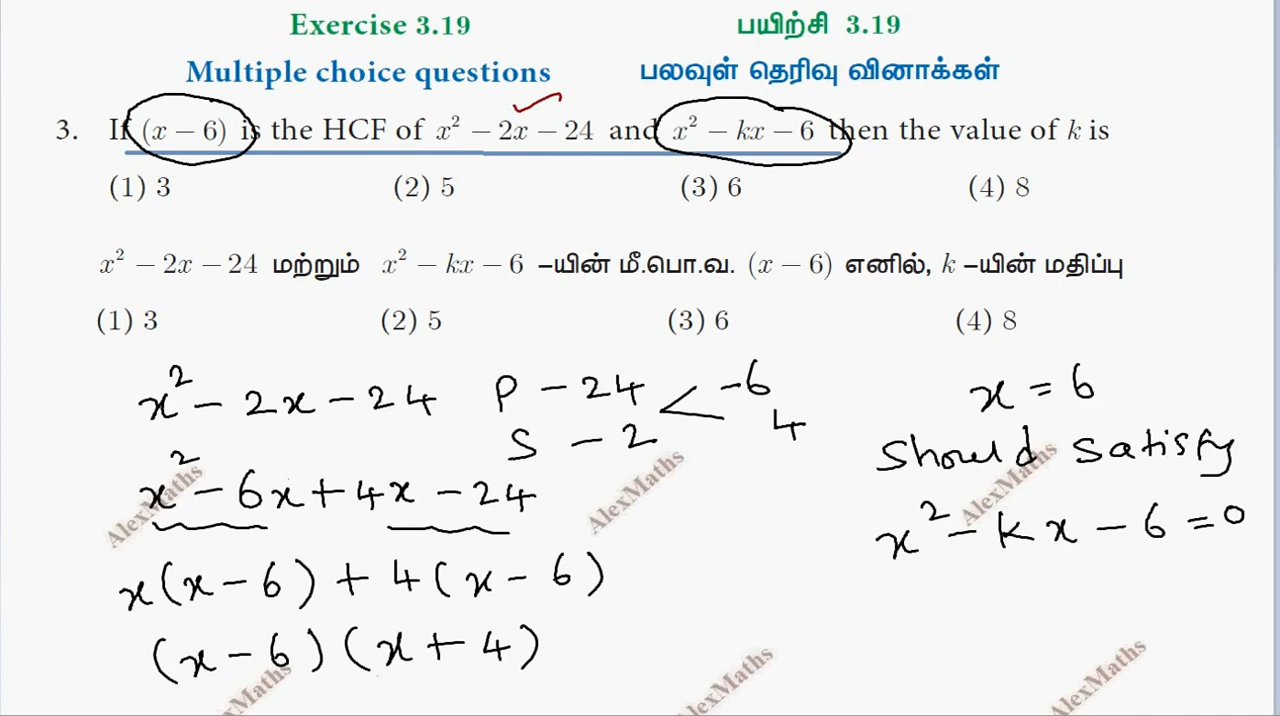 Exercise 3.19 பயிற்சி 3.19
Multiple choice questions பலவுள் தெரிவு வினாக்கள்
3. If (x − 6) is the HCF of x² − 2x − 24 and x² − kx − 6 then the value of k is
(1) 3 (2) 5 (3) 6 (4) 8
x² − 2x − 24 மற்றும் x² − kx − 6 −யின் மீ.பொ.வ. (x − 6) எனில், k −யின் மதிப்பு
(1) 3 (2) 5 (3) 6 (4) 8
x² − 2x − 24 P − 24 < −6 x = 6
S − 2 4 should satisfy
x² − 6x + 4x − 24 x² − kx − 6 = 0
x(x − 6) + 4(x − 6)
(x − 6)(x + 4)
AlexMaths AlexMaths AlexMaths
AlexMaths AlexMaths AlexMaths